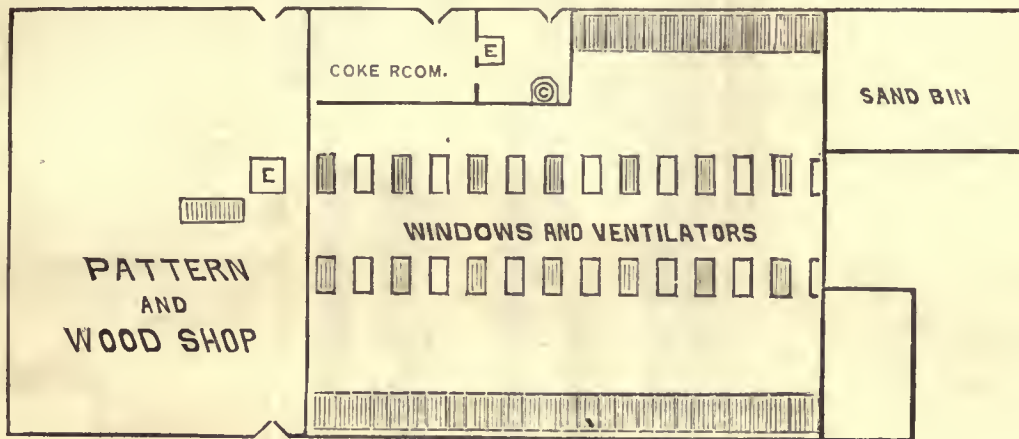 E
COKE RCOM.
C
SAND BIN
E
WINDOWS AND VENTILATORS
PATTERN
AND
WOOD SHOP